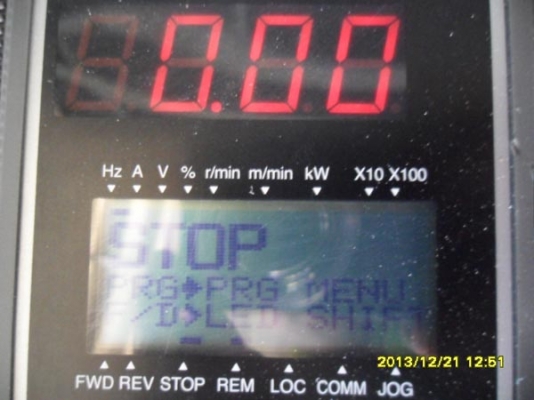 0.00
Hz A V % r/min m/min kW X10 X100
STOP
PRG➔PRG MENU
F/D>LED SHIFT
2013/12/21 12:51
FWD REV STOP REM LOC COMM JOG